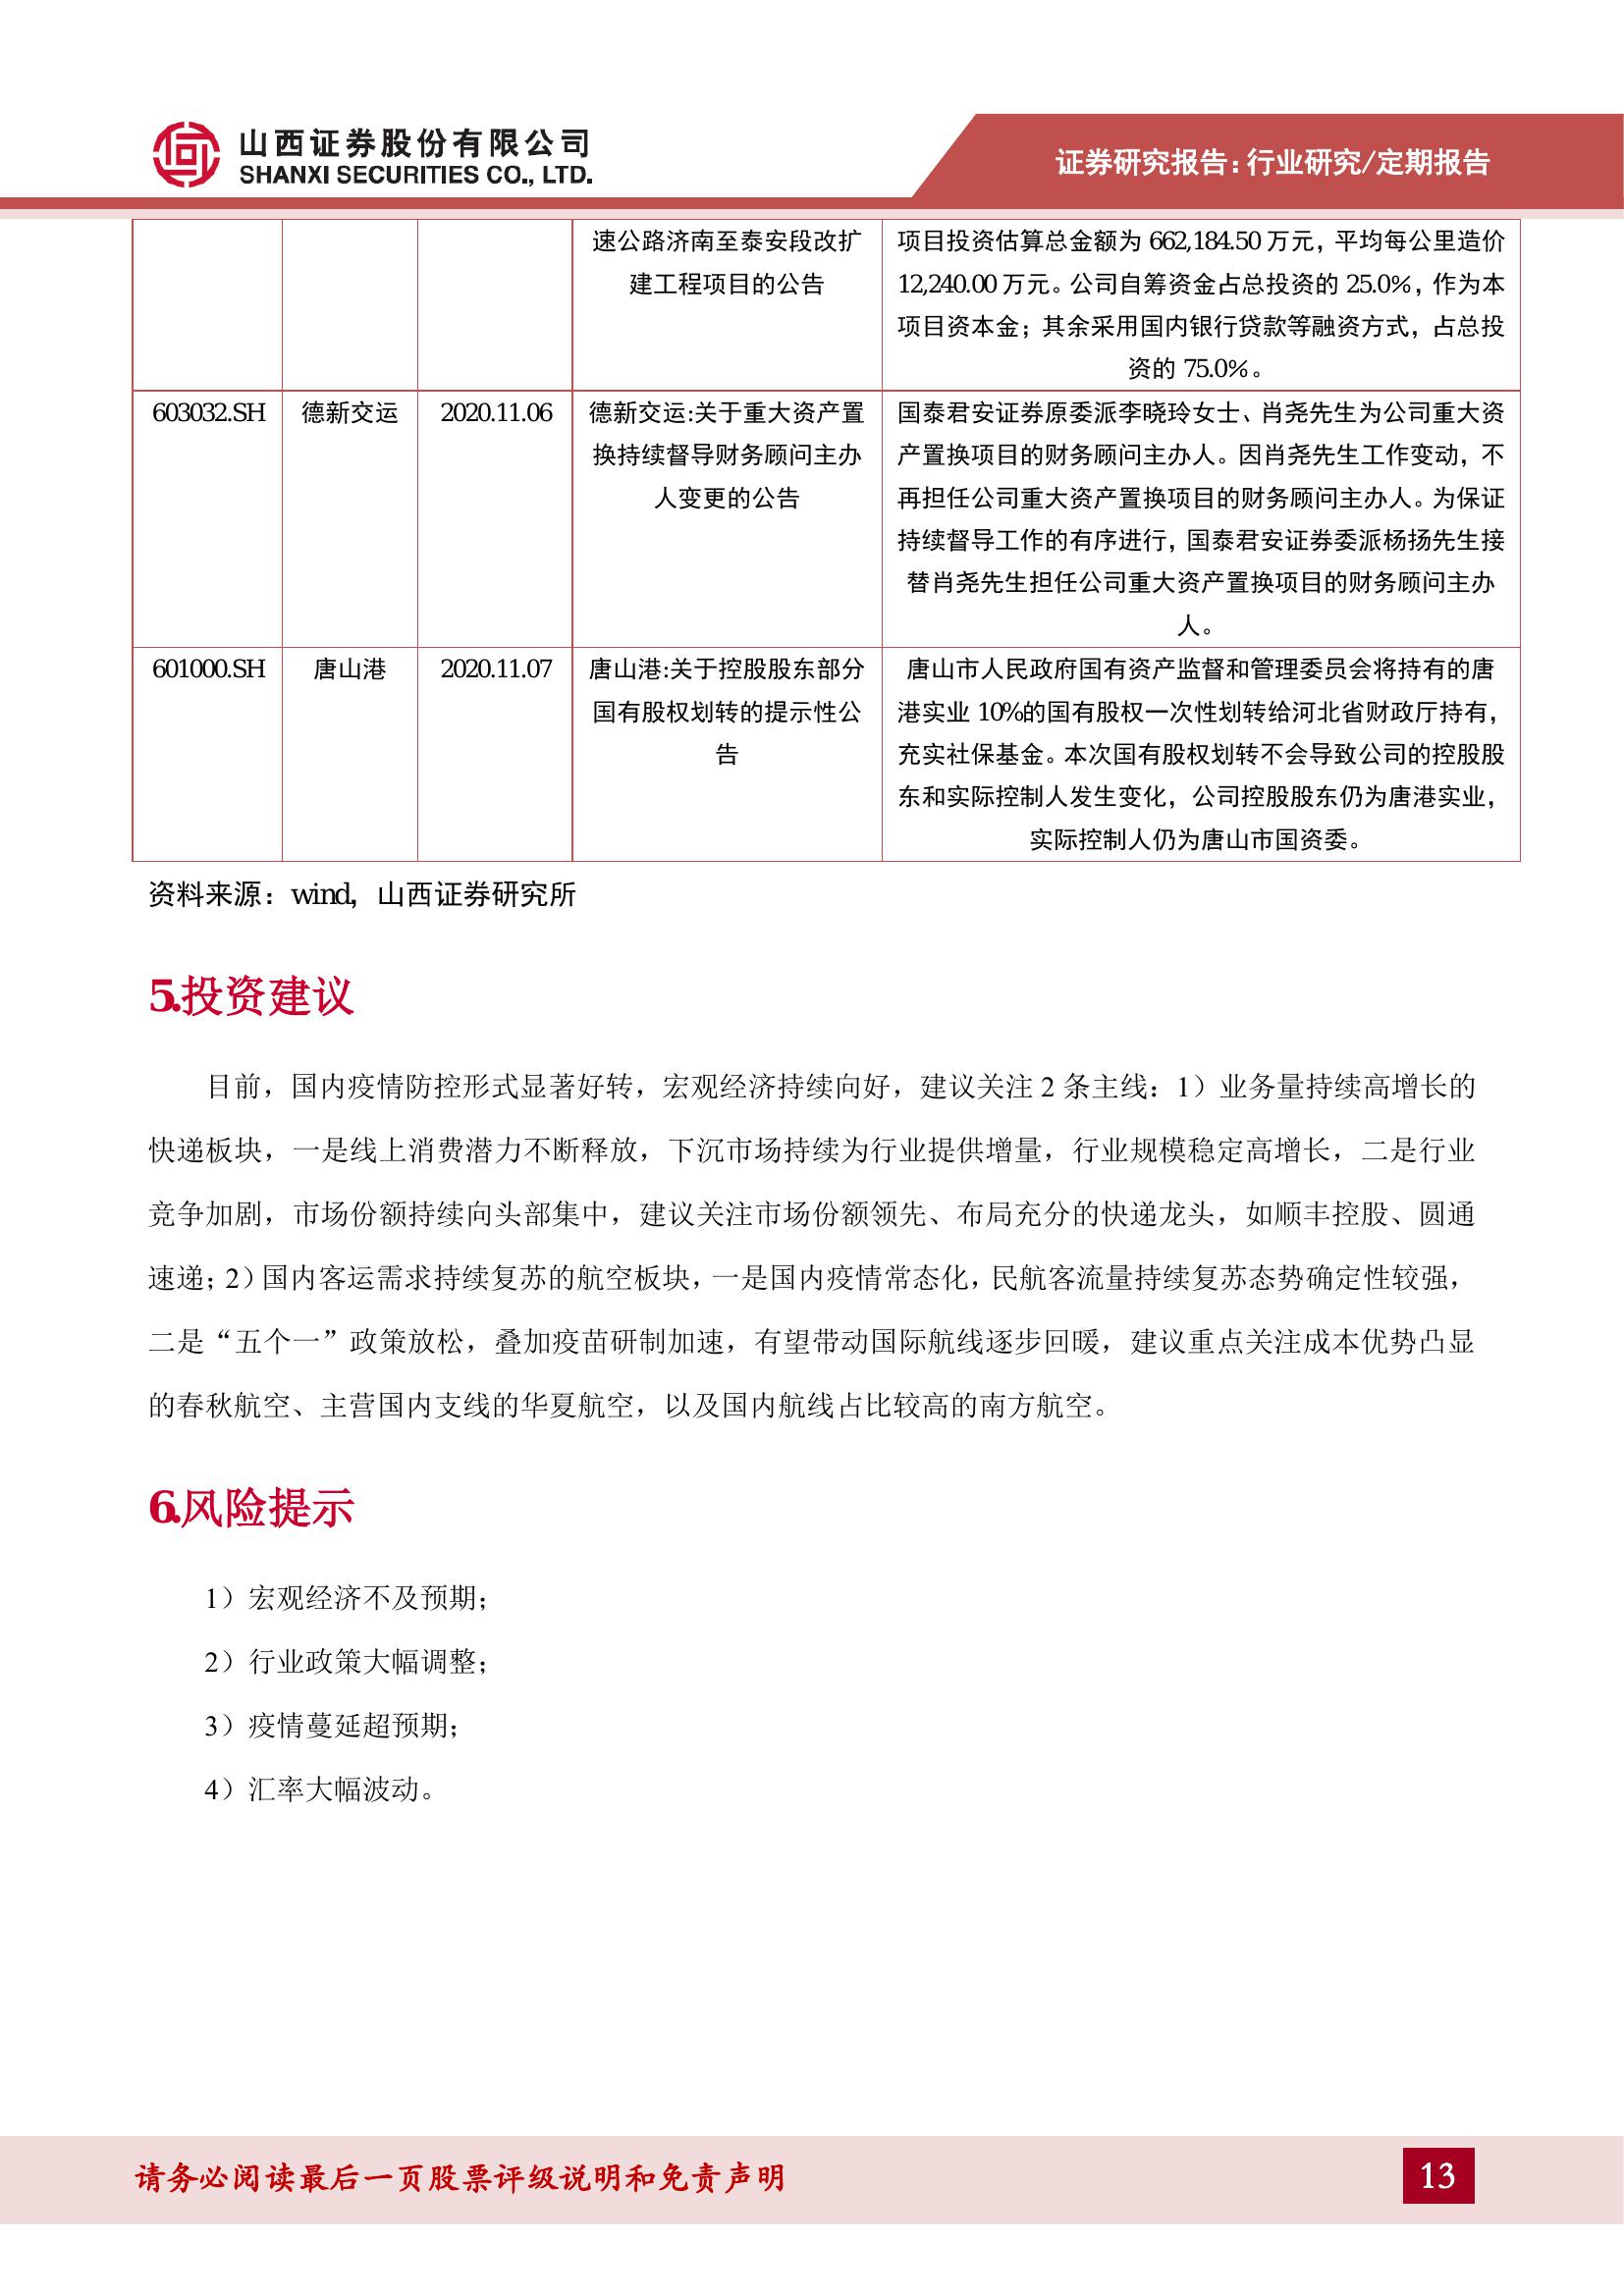 山西证券股份有限公司
SHANXI SECURITIES CO., LTD.
证券研究报告：行业研究/定期报告
速公路济南至泰安段改扩
建工程项目的公告
项目投资估算总金额为 662,184.50 万元，平均每公里造价
12,240.00 万元。公司自筹资金占总投资的 25.0%，作为本
项目资本金；其余采用国内银行贷款等融资方式，占总投
资的 75.0%。
603032.SH
德新交运
2020.11.06
德新交运:关于重大资产置
换持续督导财务顾问主办
人变更的公告
国泰君安证券原委派李晓玲女士、肖尧先生为公司重大资
产置换项目的财务顾问主办人。因肖尧先生工作变动，不
再担任公司重大资产置换项目的财务顾问主办人。为保证
持续督导工作的有序进行，国泰君安证券委派杨扬先生接
替肖尧先生担任公司重大资产置换项目的财务顾问主办
人。
601000.SH
唐山港
2020.11.07
唐山港:关于控股股东部分
国有股权划转的提示性公
告
唐山市人民政府国有资产监督和管理委员会将持有的唐
港实业 10%的国有股权一次性划转给河北省财政厅持有，
充实社保基金。本次国有股权划转不会导致公司的控股股
东和实际控制人发生变化，公司控股股东仍为唐港实业，
实际控制人仍为唐山市国资委。
资料来源：wind，山西证券研究所
5.投资建议
目前，国内疫情防控形式显著好转，宏观经济持续向好，建议关注 2 条主线：1）业务量持续高增长的
快递板块，一是线上消费潜力不断释放，下沉市场持续为行业提供增量，行业规模稳定高增长，二是行业
竞争加剧，市场份额持续向头部集中，建议关注市场份额领先、布局充分的快递龙头，如顺丰控股、圆通
速递；2）国内客运需求持续复苏的航空板块，一是国内疫情常态化，民航客流量持续复苏态势确定性较强，
二是“五个一”政策放松，叠加疫苗研制加速，有望带动国际航线逐步回暖，建议重点关注成本优势凸显
的春秋航空、主营国内支线的华夏航空，以及国内航线占比较高的南方航空。
6.风险提示
1）宏观经济不及预期；
2）行业政策大幅调整；
3）疫情蔓延超预期；
4）汇率大幅波动。
请务必阅读最后一页股票评级说明和免责声明
13